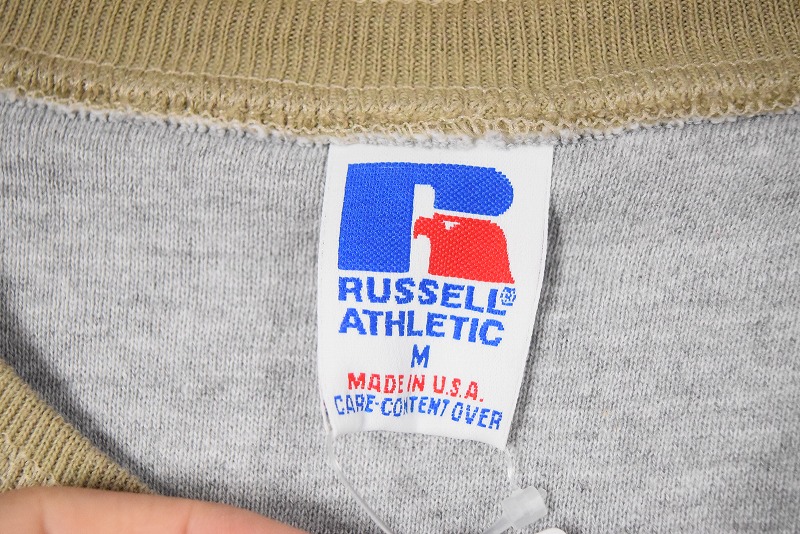 RUSSELL®
ATHLETIC
M
MADE IN U.S.A.
CARE-CONTENT OVER